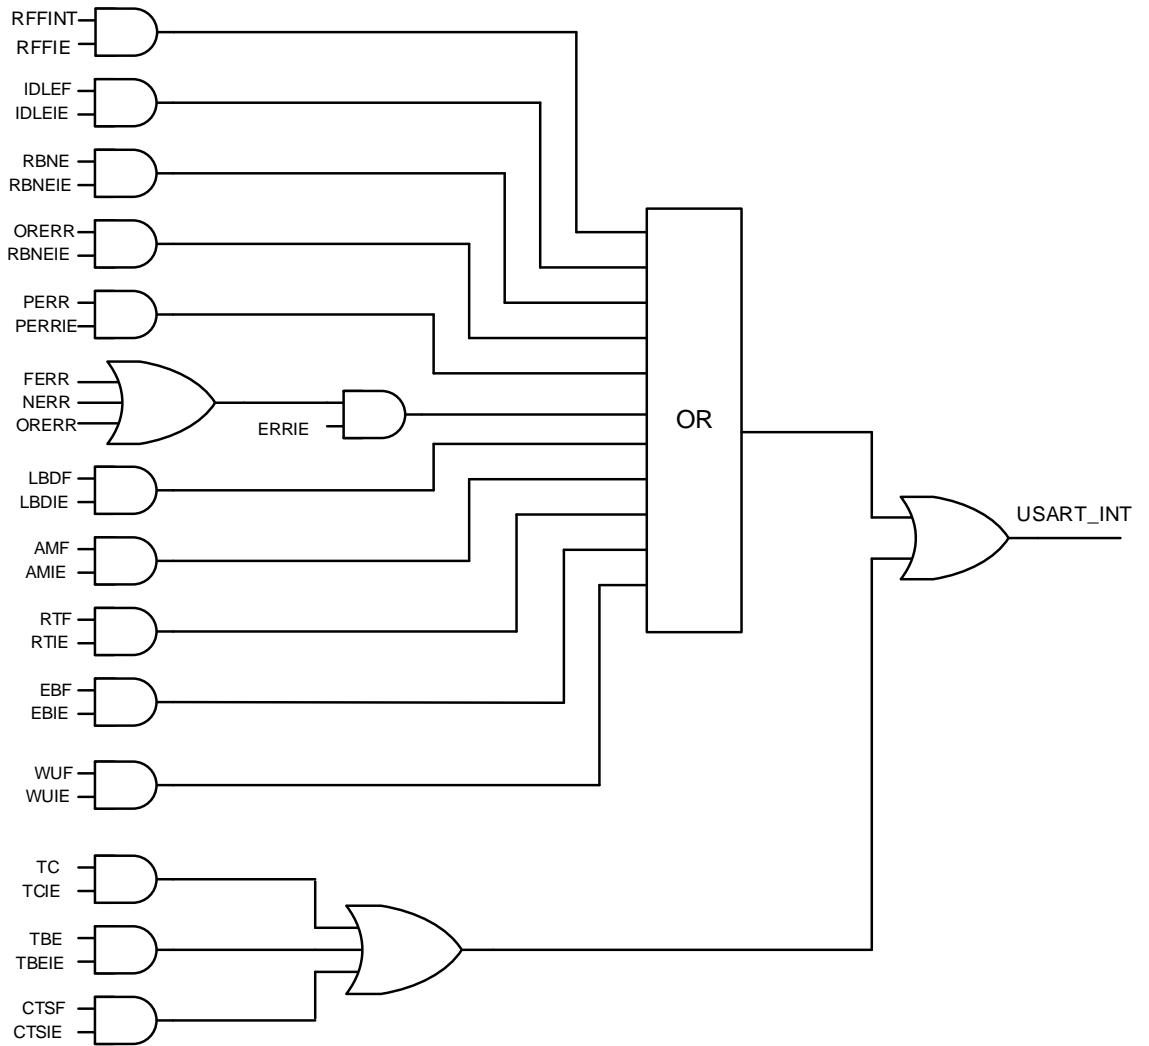 RFFINT
RFFIE
IDLEF
IDLEIE
RBNE
RBNEIE
ORERR
RBNEIE
PERR
PERRIE
FERR
NERR
ORERR
ERRIE
LBDF
LBDIE
AMF
AMIE
RTF
RTIE
EBF
EBIE
WUF
WUIE
OR
USART_INT
TC
TCIE
TBE
TBEIE
CTSF
CTSIE